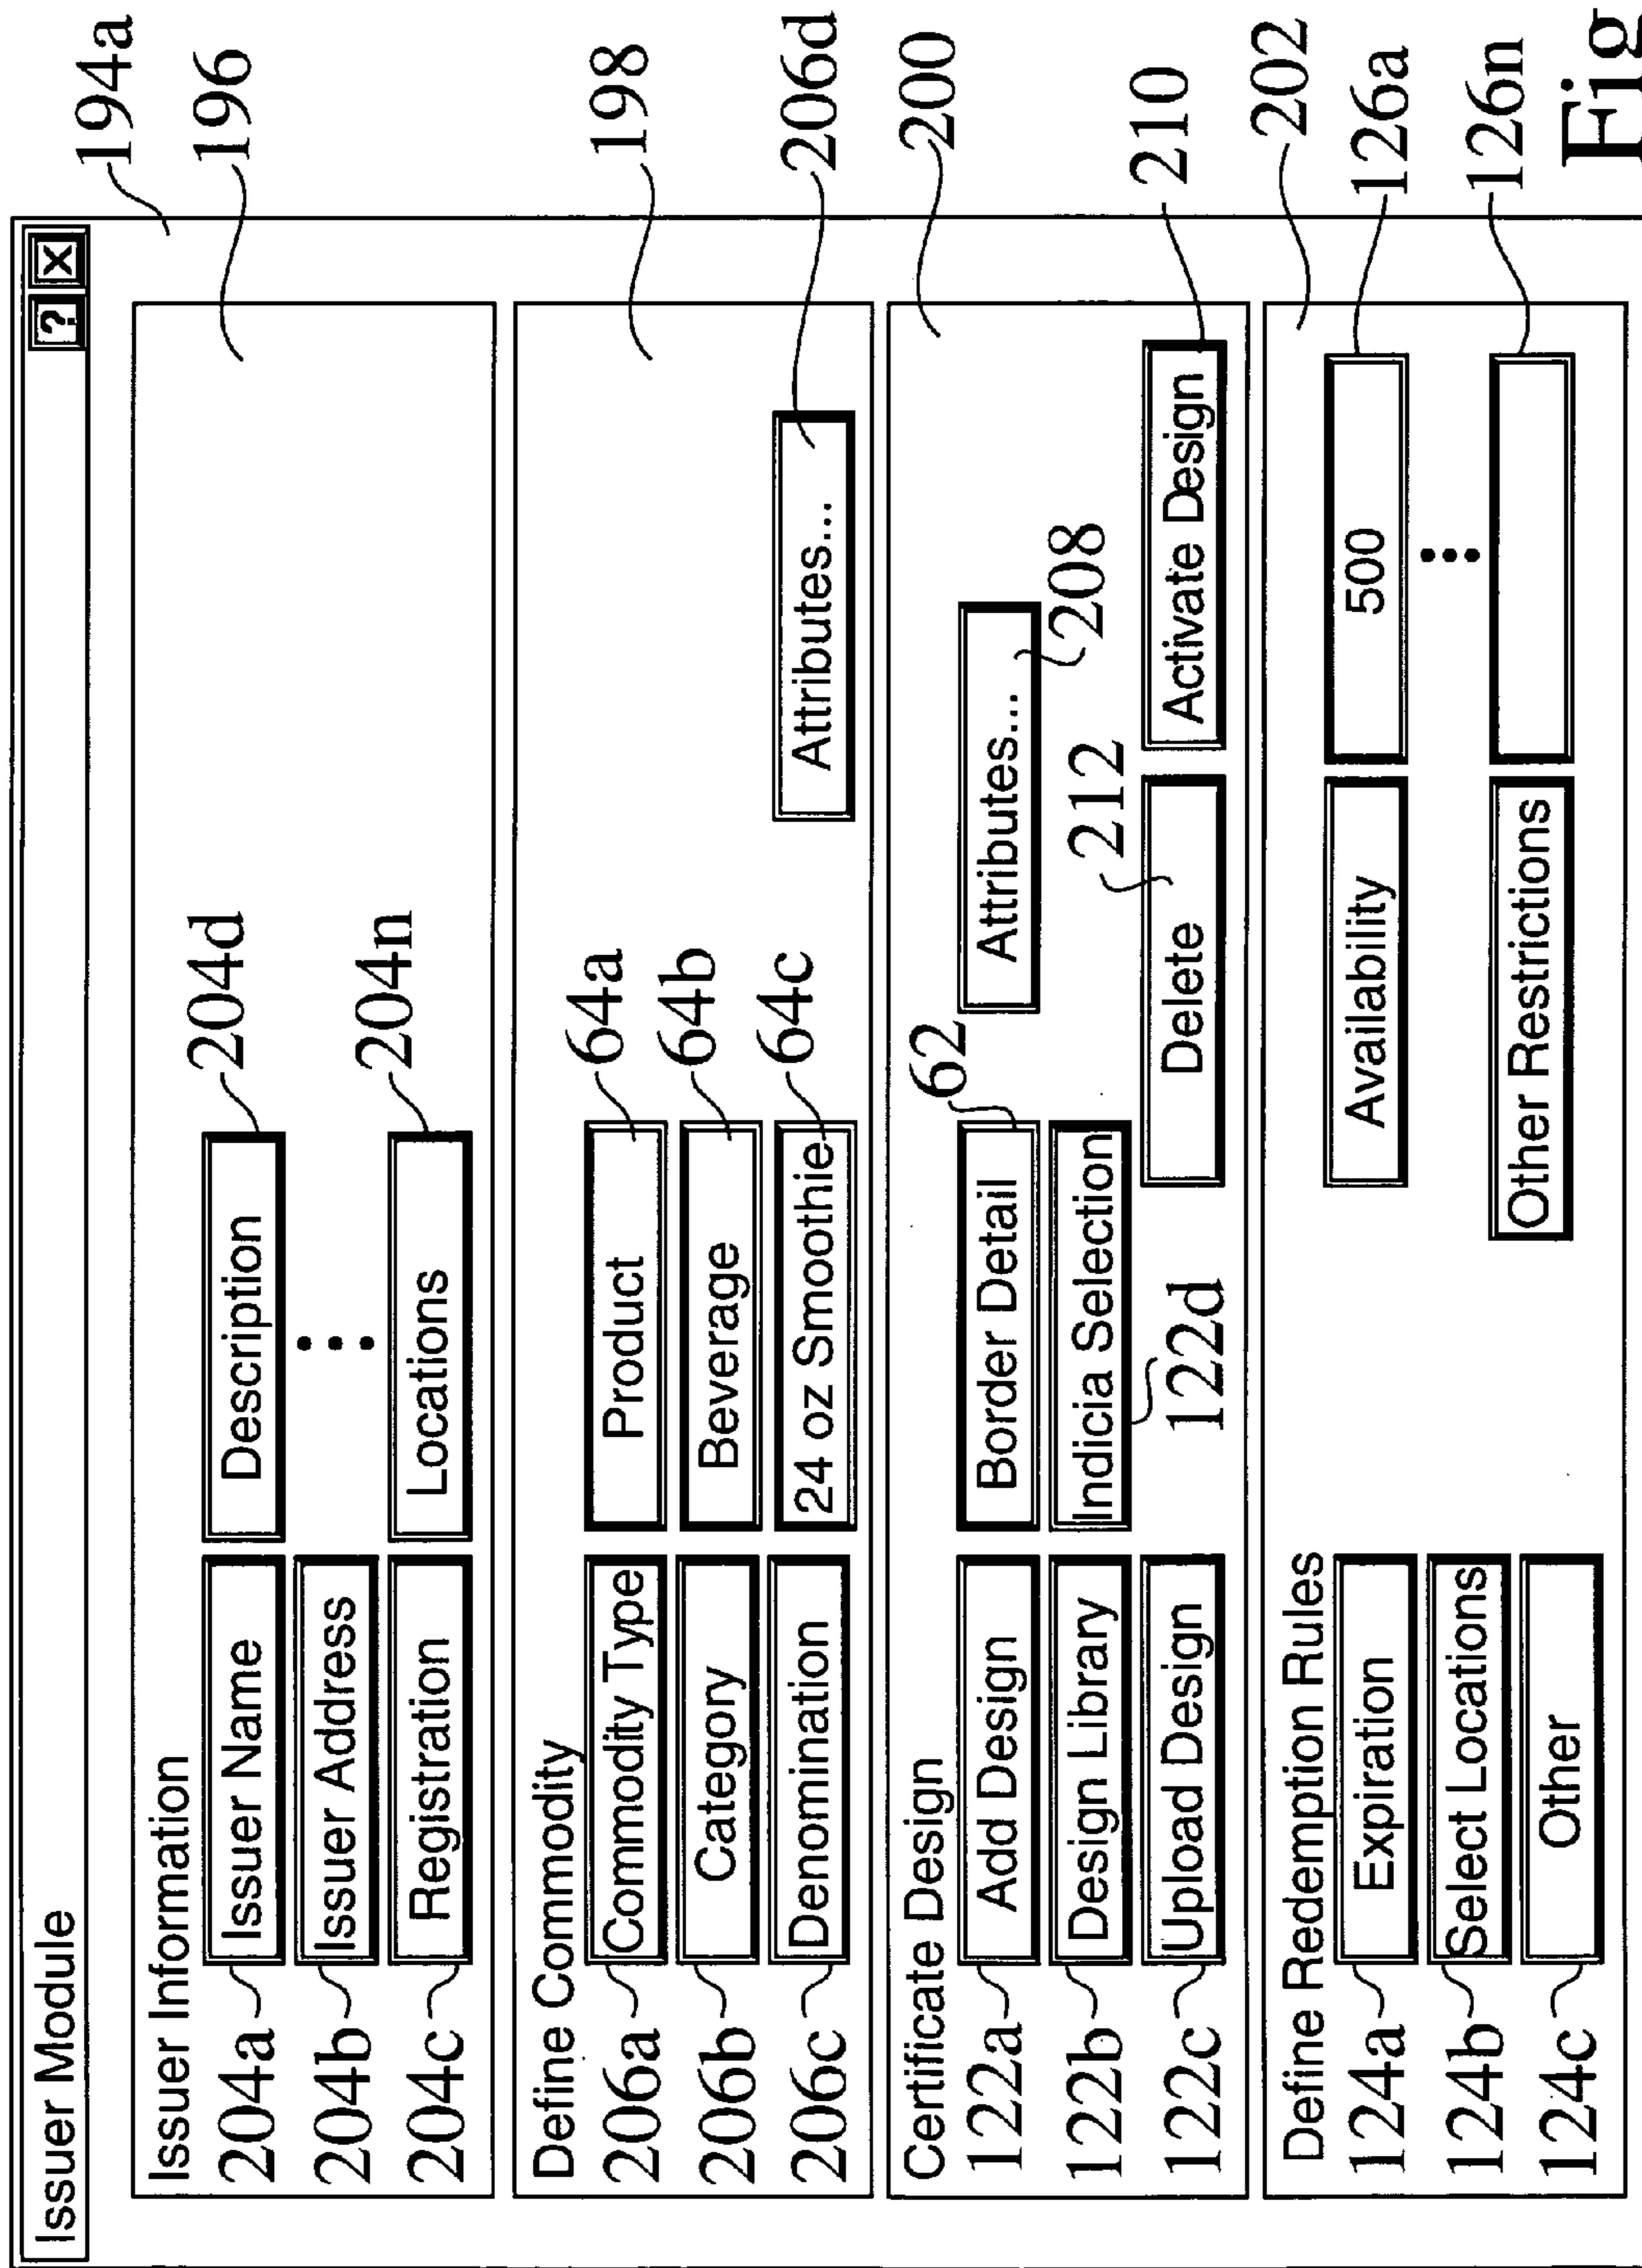 Issuer Module ? X 194a
Issuer Information 196
204a Issuer Name Description 204d
204b Issuer Address
204c Registration Locations 204n
Define Commodity 198
206a Commodity Type Product 64a
206b Category Beverage 64b
206c Denomination 24 oz Smoothie 64c Attributes... 206d
Certificate Design 62 200
122a Add Design Border Detail Attributes... 208
122b Design Library Indicia Selection 212
122c Upload Design 122d Delete Activate Design 210
Define Redemption Rules 202
124a Expiration Availability 500 126a
124b Select Locations
124c Other Other Restrictions 126n
Fig